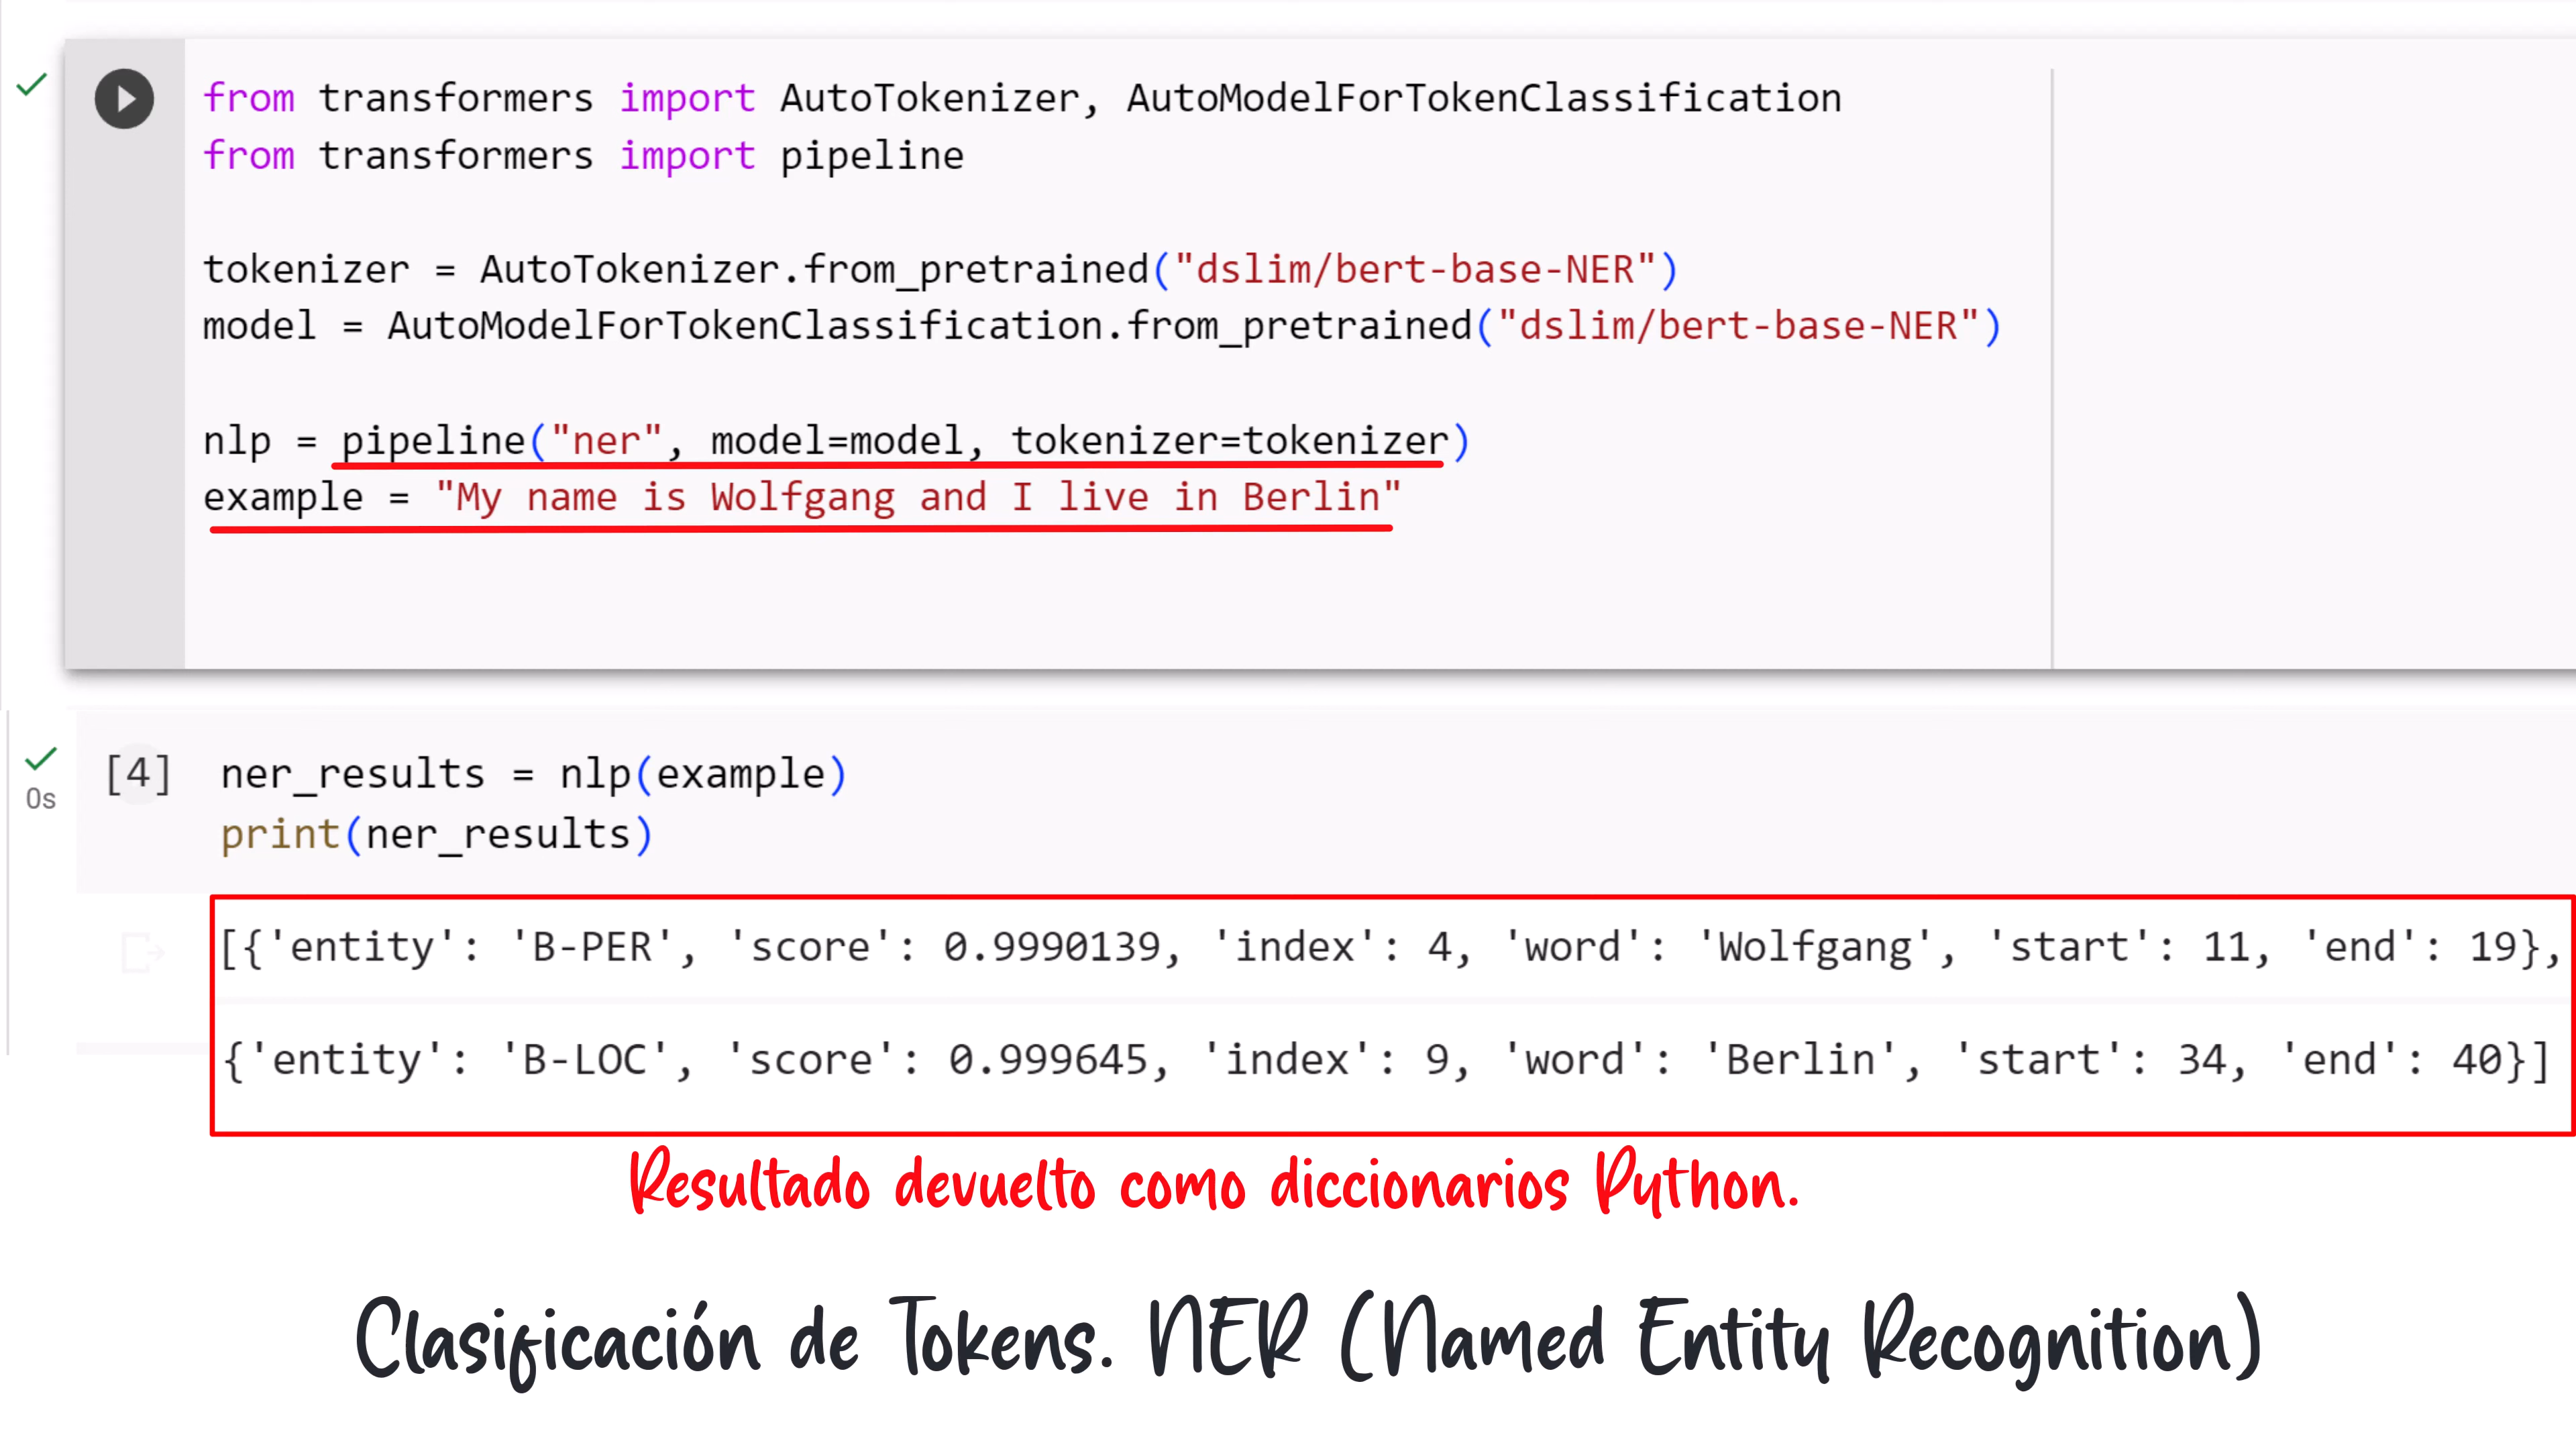 from transformers import AutoTokenizer, AutoModelForTokenClassification
from transformers import pipeline
tokenizer = AutoTokenizer.from_pretrained("dslim/bert-base-NER")
model = AutoModelForTokenClassification.from_pretrained("dslim/bert-base-NER")
nlp = pipeline("ner", model=model, tokenizer=tokenizer)
example = "My name is Wolfgang and I live in Berlin"
[4] ner_results = nlp(example)
0s
print(ner_results)
[{'entity': 'B-PER', 'score': 0.9990139, 'index': 4, 'word': 'Wolfgang', 'start': 11, 'end': 19},
{'entity': 'B-LOC', 'score': 0.999645, 'index': 9, 'word': 'Berlin', 'start': 34, 'end': 40}]
Resultado devuelto como diccionarios Python.
Clasificación de Tokens. NER (Named Entity Recognition)